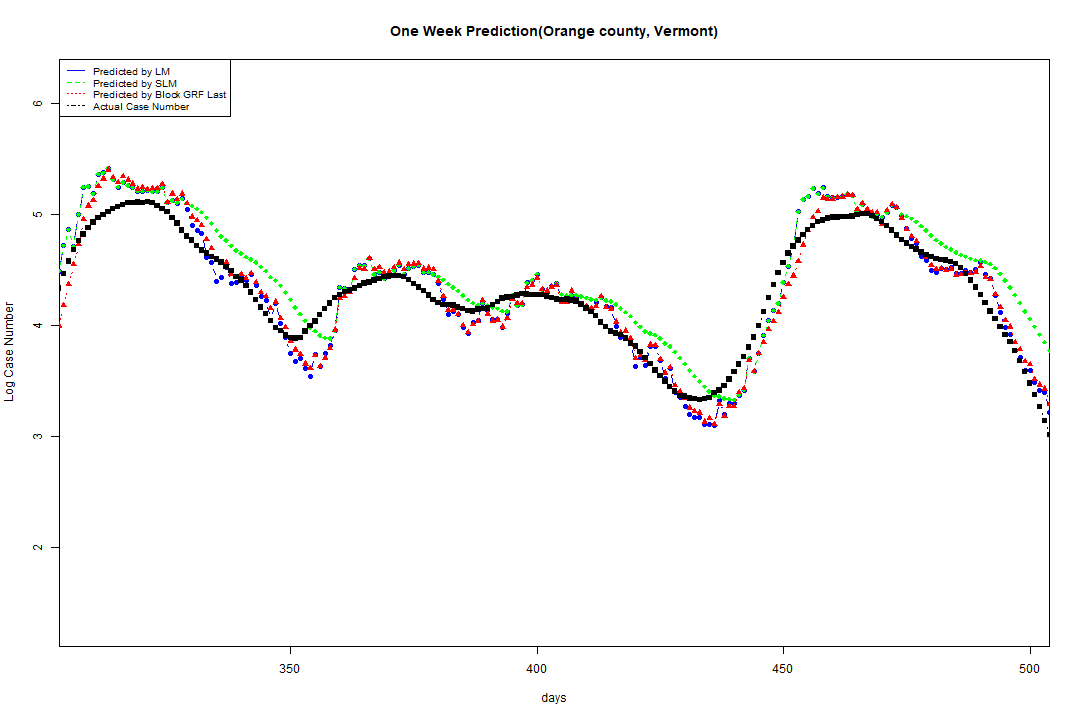 One Week Prediction(Orange county, Vermont)
Predicted by LM
Predicted by SLM
Predicted by Block GRF Last
Actual Case Number
6
5
4
3
2
Log Case Number
350
400
450
500
days